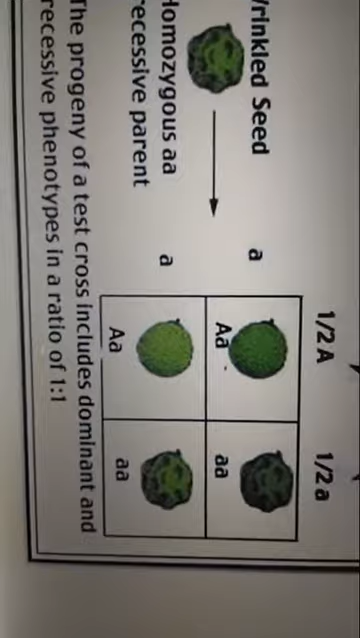 1/2 A 1/2 a
Wrinkled Seed
a
Aa aa
Homozygous aa
recessive parent
a
Aa aa
The progeny of a test cross includes dominant and
recessive phenotypes in a ratio of 1:1